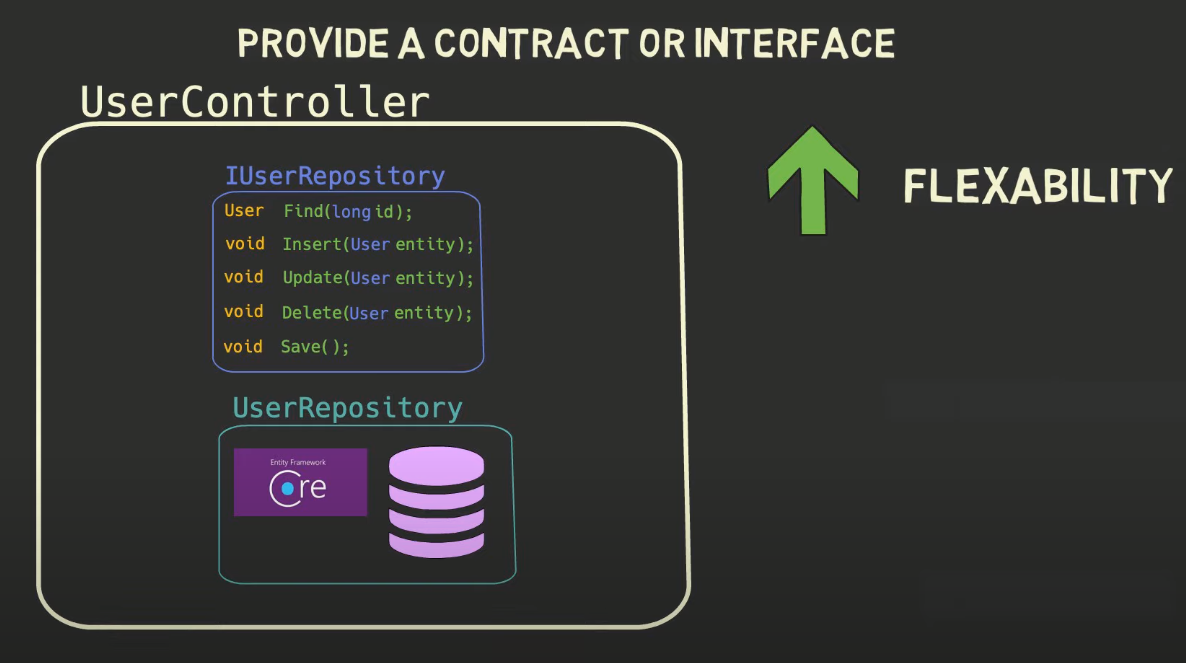 PROVIDE A CONTRACT OR INTERFACE
UserController
IUserRepository
User Find(long id);
void Insert(User entity);
void Update(User entity);
void Delete(User entity);
void Save();
FLEXABILITY
UserRepository
Entity Framework
Core